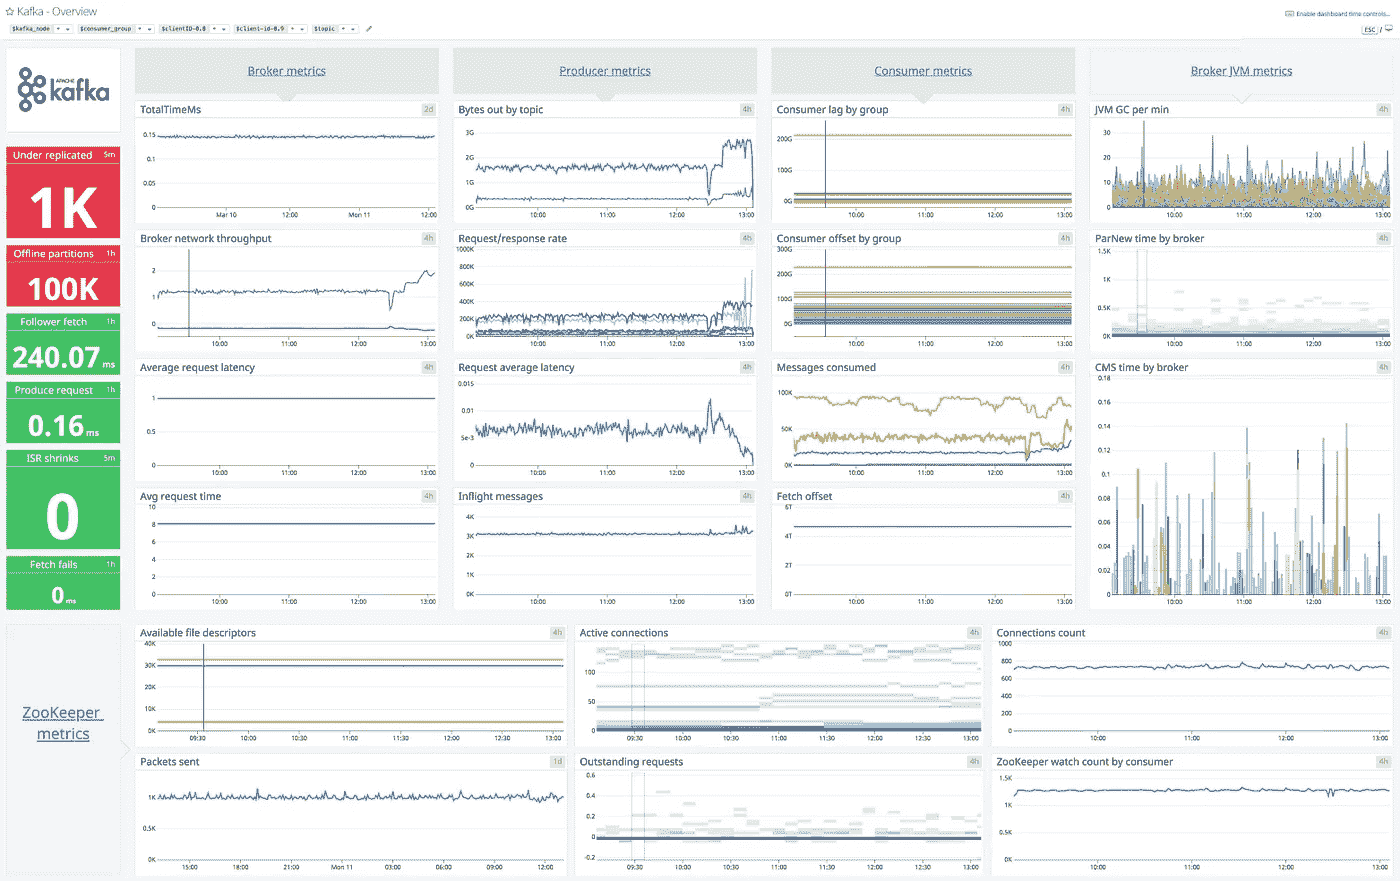 Kafka - Overview
Enable dashboard time controls...
$kafka_node * $consumer_group * $clientID-0.8 * $client-id-0.9 * $topic *
ESC /
APACHE
kafka
Broker metrics
Producer metrics
Consumer metrics
Broker JVM metrics
Under replicated 5m
1K
Offline partitions 1h
100K
Follower fetch 1h
240.07 ms
Produce request 1h
0.16 ms
ISR shrinks 5m
0
Fetch fails 1h
0 ms
TotalTimeMs 2d
0.15
0.1
0.05
0
Mar 10 12:00 Mon 11 12:00
Bytes out by topic 4h
3G
2G
1G
0G
10:00 11:00 12:00 13:00
Consumer lag by group 4h
200G
100G
0G
10:00 11:00 12:00 13:00
JVM GC per min 4h
30
20
10
0
10:00 11:00 12:00 13:00
Broker network throughput 4h
2
1
0
10:00 11:00 12:00 13:00
Request/response rate 4h
1000K
800K
600K
400K
200K
0K
10:00 11:00 12:00 13:00
Consumer offset by group 4h
300G
200G
100G
0G
10:00 11:00 12:00 13:00
ParNew time by broker 4h
1.5K
1K
0.5K
0K
10:00 11:00 12:00 13:00
Average request latency 4h
1
0.5
0
10:00 11:00 12:00 13:00
Request average latency 4h
0.015
0.01
5e-3
0
10:00 11:00 12:00 13:00
Messages consumed 4h
100K
50K
0K
10:00 11:00 12:00 13:00
CMS time by broker 4h
0.18
0.16
0.14
0.12
0.1
0.08
0.06
0.04
0.02
0
10:00 11:00 12:00 13:00
Avg request time 4h
10
8
6
4
2
0
10:00 11:00 12:00 13:00
Inflight messages 4h
4K
3K
2K
1K
0K
10:00 11:00 12:00 13:00
Fetch offset 4h
6T
4T
2T
0T
10:00 11:00 12:00 13:00
ZooKeeper
metrics
Available file descriptors 4h
40K
30K
20K
10K
0K
09:30 10:00 10:30 11:00 11:30 12:00 12:30 13:00
Active connections 4h
100
50
0
09:30 10:00 10:30 11:00 11:30 12:00 12:30 13:00
Connections count 4h
1000
800
600
400
200
0
10:00 11:00 12:00 13:00
Packets sent 1d
1K
0.5K
0K
15:00 18:00 21:00 Mon 11 03:00 06:00 09:00 12:00
Outstanding requests 4h
0.6
0.4
0.2
0
-0.2
09:30 10:00 10:30 11:00 11:30 12:00 12:30 13:00
ZooKeeper watch count by consumer 4h
1.5K
1K
0.5K
0K
10:00 11:00 12:00 13:00